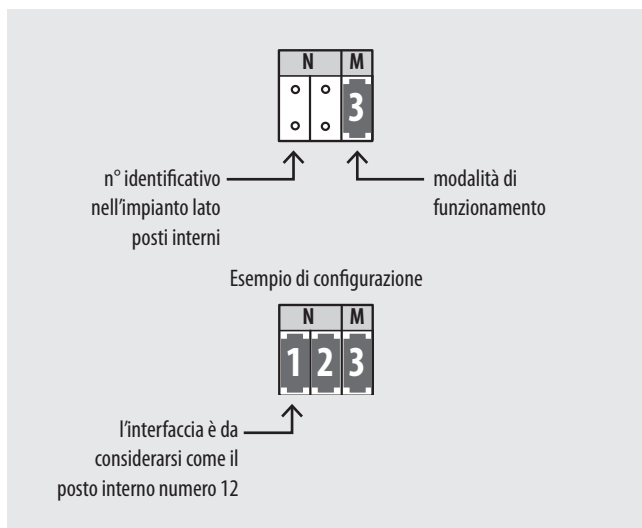 N M
3
n° identificativo
nell'impianto lato
posti interni
modalità di
funzionamento
Esempio di configurazione
N M
1 2 3
l'interfaccia è da
considerarsi come il
posto interno numero 12